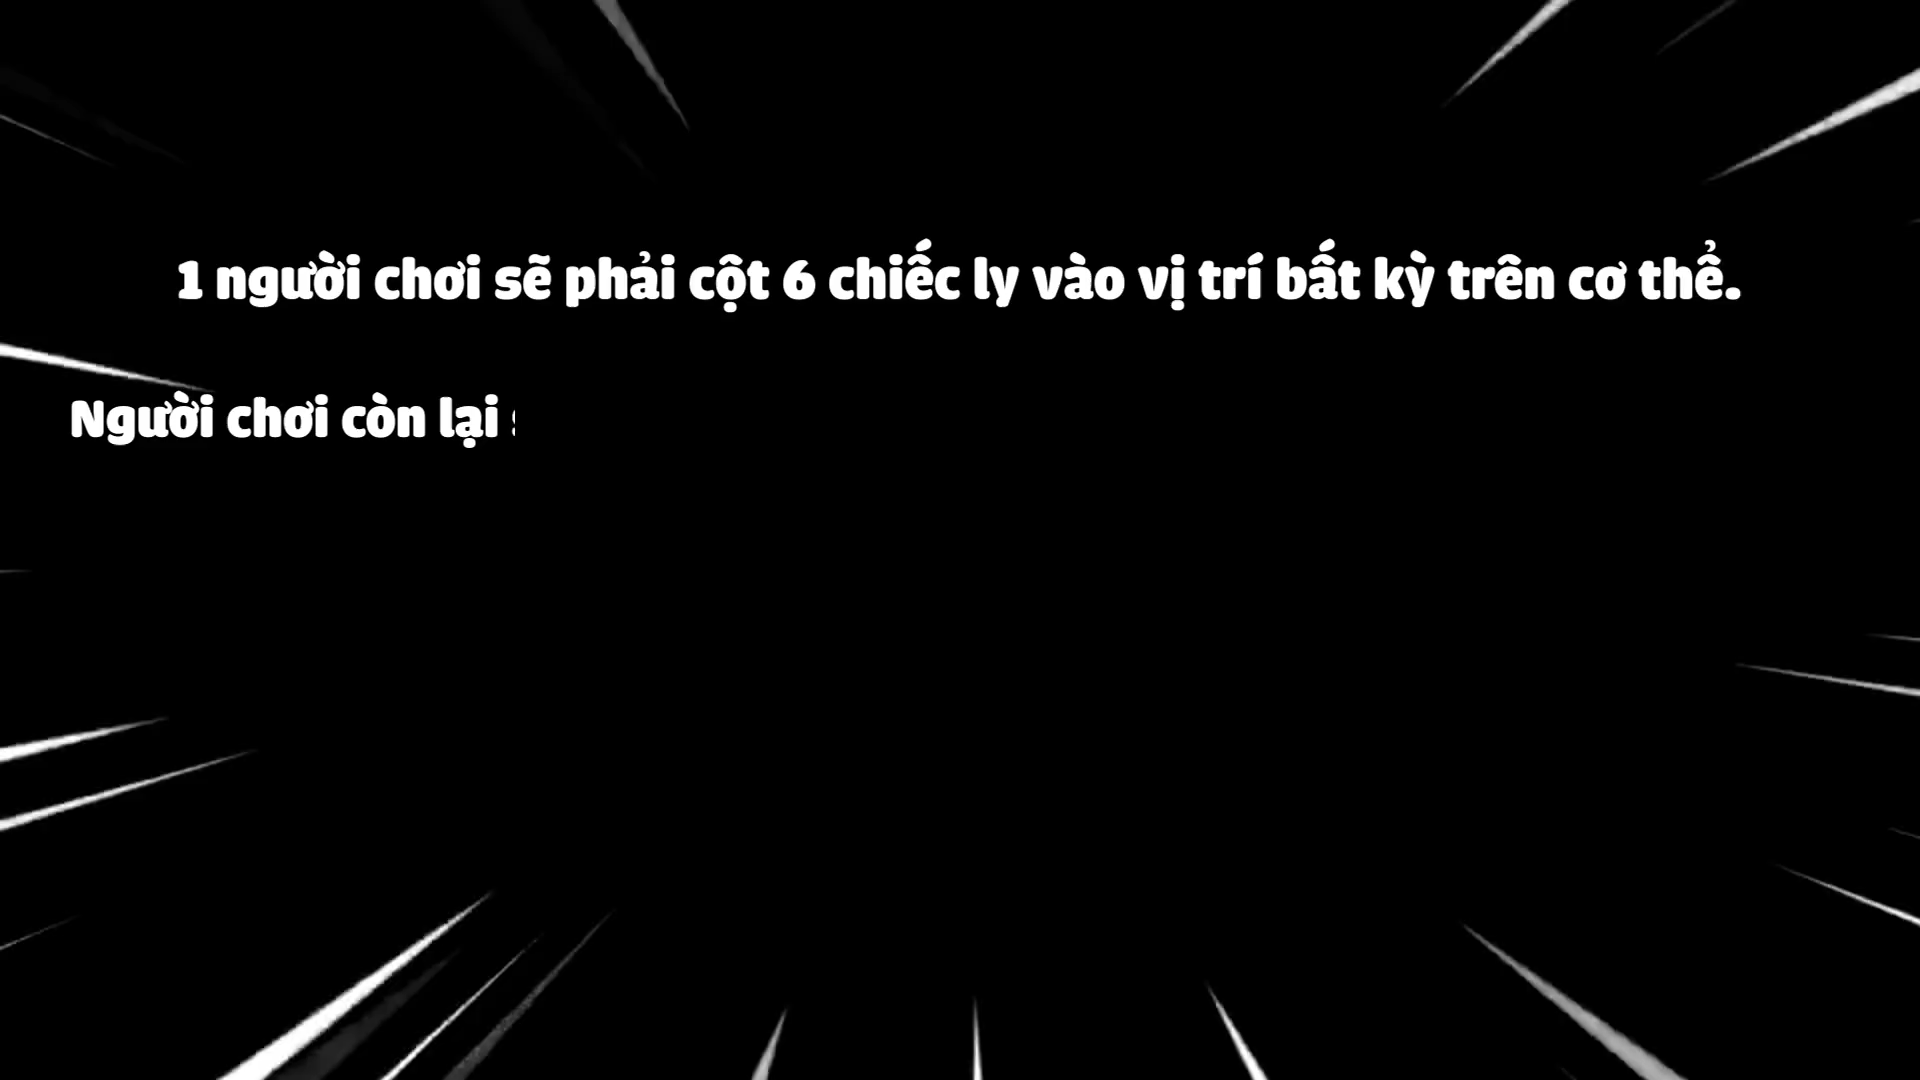 1 người chơi sẽ phải cột 6 chiếc ly vào vị trí bất kỳ trên cơ thể.
Người chơi còn lại